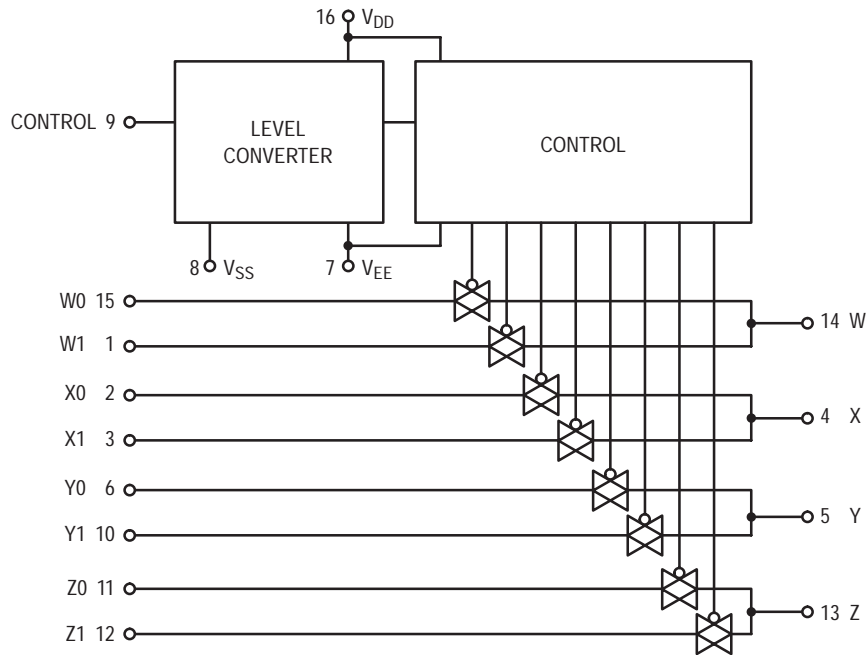 16 VDD
CONTROL 9
LEVEL
CONVERTER
CONTROL
8 VSS
7 VEE
W0 15
14 W
W1 1
X0 2
4 X
X1 3
Y0 6
5 Y
Y1 10
Z0 11
13 Z
Z1 12